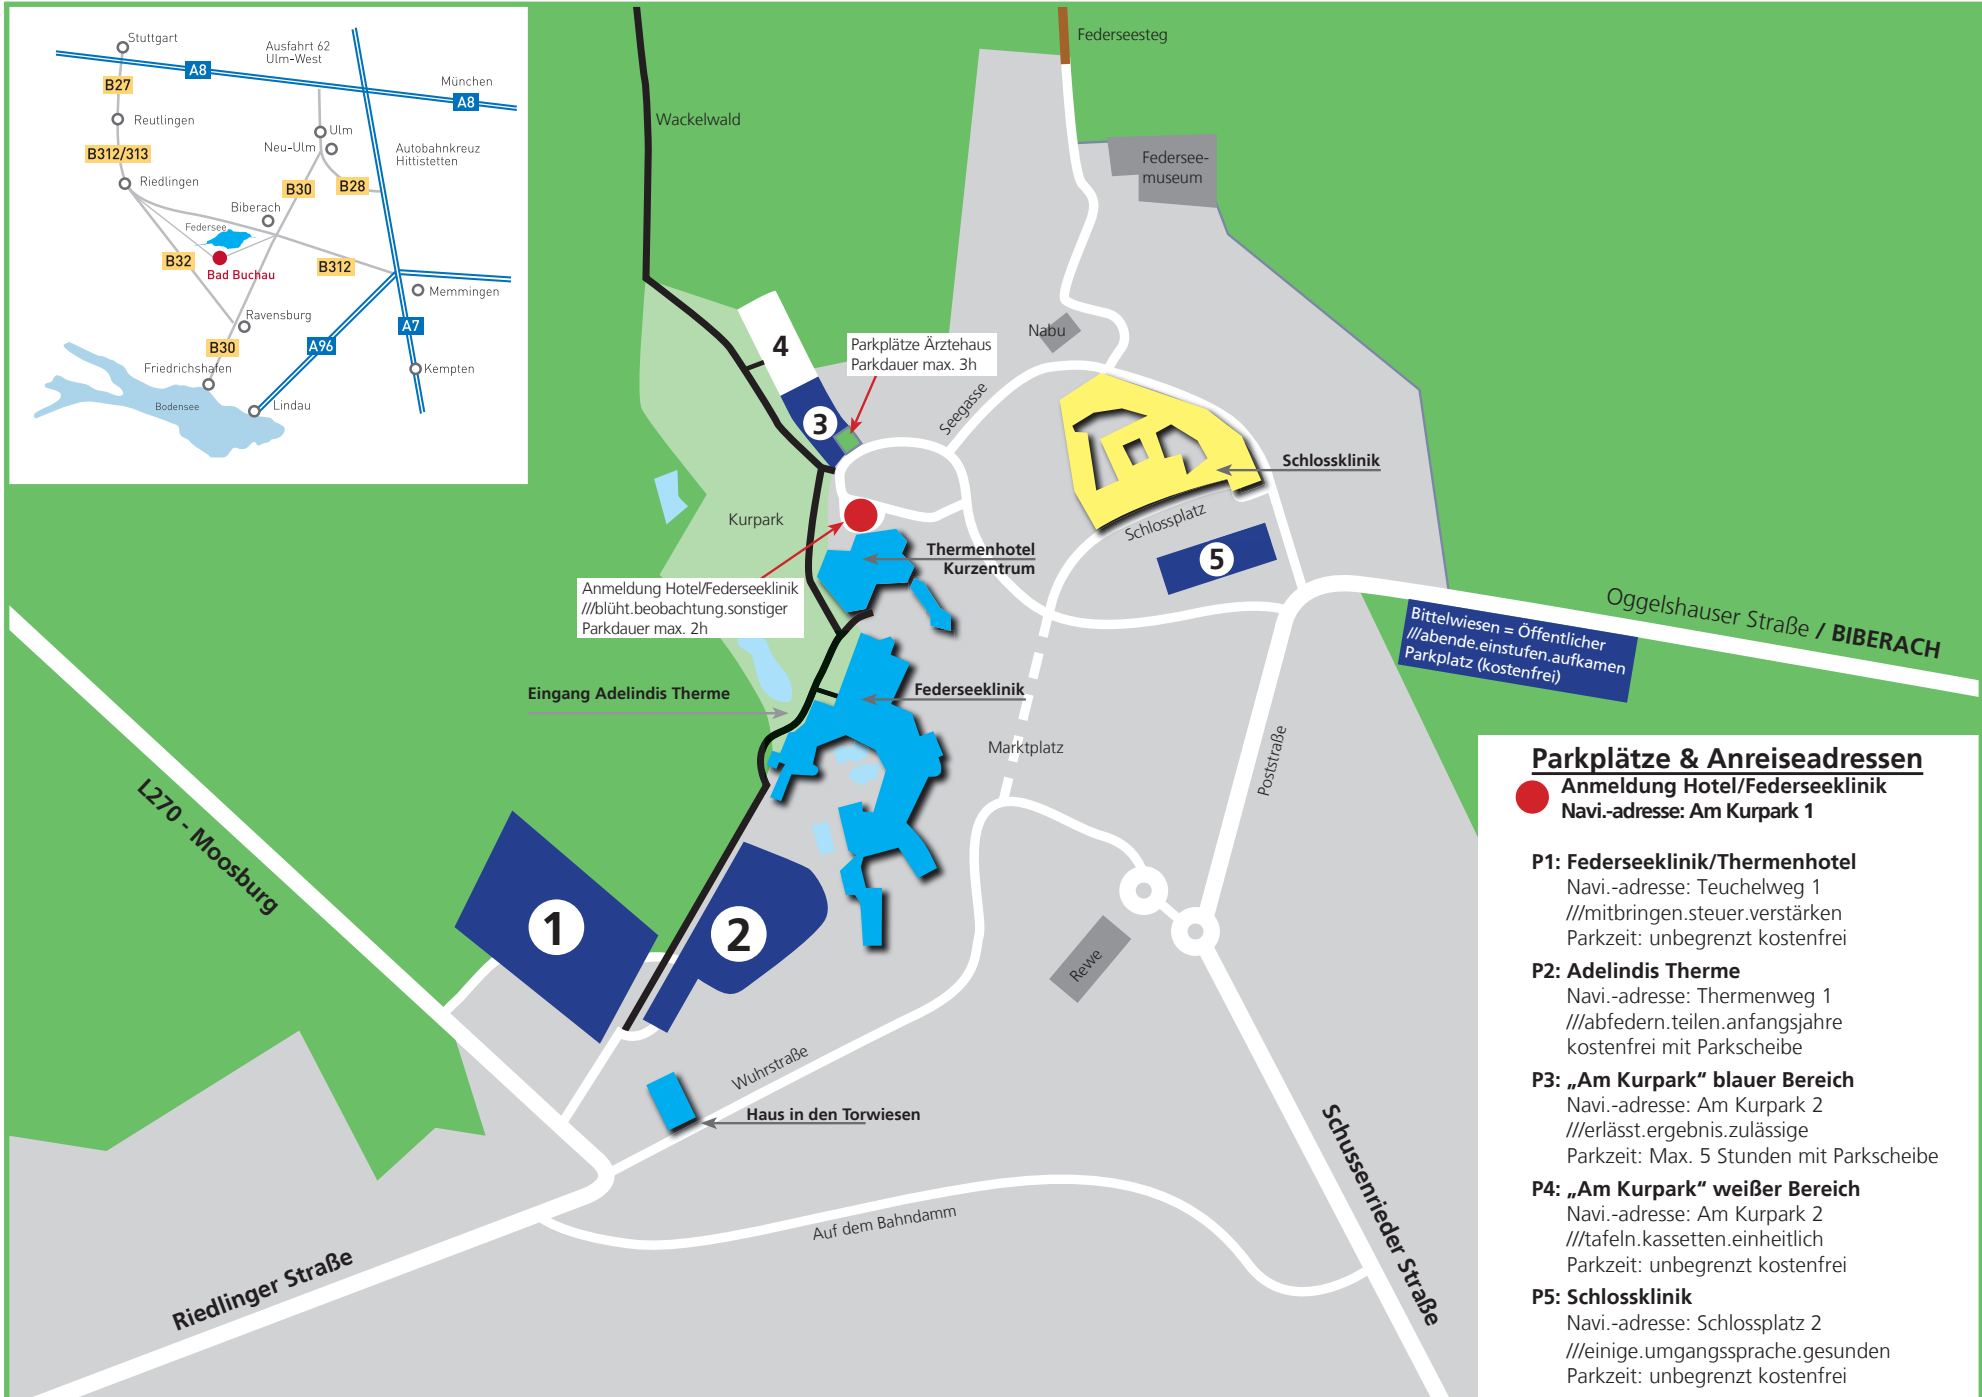 Stuttgart
Ausfahrt 62
Ulm-West
A8
München
A8
B27
Reutlingen
Ulm
Neu-Ulm
Autobahnkreuz
Hittistetten
B312/313
Riedlingen
B30
B28
Biberach
Federsee
B32
Bad Buchau
B312
Memmingen
Ravensburg
A7
B30
A96
Friedrichshafen
Kempten
Bodensee
Lindau
Federseesteg
Wackelwald
Federsee-
museum
Nabu
4
Parkplätze Ärztehaus
Parkdauer max. 3h
3
Seegasse
Schlossklinik
Kurpark
Schlossplatz
Thermenhotel
Kurzentrum
5
Anmeldung Hotel/Federseeklinik
///blüht.beobachtung.sonstiger
Parkdauer max. 2h
Oggelshauser Straße / BIBERACH
Bittelwiesen = Öffentlicher
///abende.einstufen.aufkamen
Parkplatz (kostenfrei)
Eingang Adelindis Therme
Federseeklinik
Marktplatz
Poststraße
L270 - Moosburg
1
2
Rewe
Wuhrstraße
Haus in den Torwiesen
Auf dem Bahndamm
Schussenrieder Straße
Riedlinger Straße
Parkplätze & Anreiseadressen
Anmeldung Hotel/Federseeklinik
Navi.-adresse: Am Kurpark 1
P1: Federseeklinik/Thermenhotel
Navi.-adresse: Teuchelweg 1
///mitbringen.steuer.verstärken
Parkzeit: unbegrenzt kostenfrei
P2: Adelindis Therme
Navi.-adresse: Thermenweg 1
///abfedern.teilen.anfangsjahre
kostenfrei mit Parkscheibe
P3: „Am Kurpark“ blauer Bereich
Navi.-adresse: Am Kurpark 2
///erlässt.ergebnis.zulässige
Parkzeit: Max. 5 Stunden mit Parkscheibe
P4: „Am Kurpark“ weißer Bereich
Navi.-adresse: Am Kurpark 2
///tafeln.kassetten.einheitlich
Parkzeit: unbegrenzt kostenfrei
P5: Schlossklinik
Navi.-adresse: Schlossplatz 2
///einige.umgangssprache.gesunden
Parkzeit: unbegrenzt kostenfrei